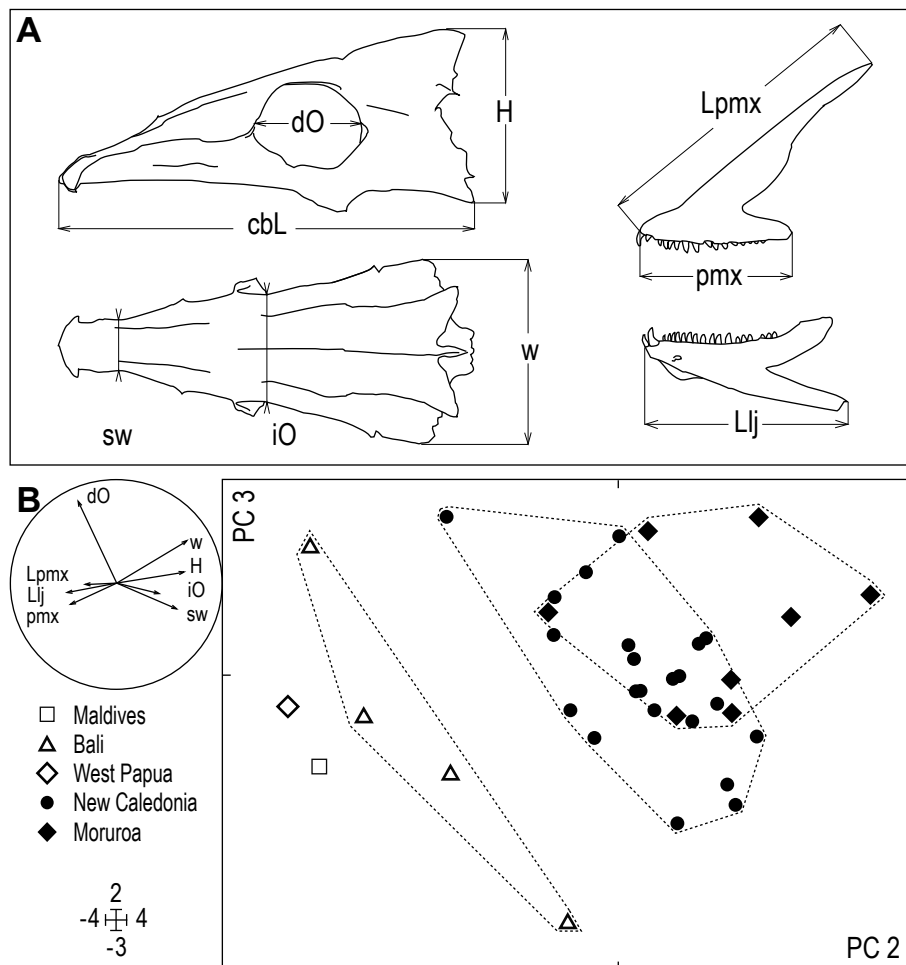 A
H
dO
cbL
Lpmx
pmx
w
sw
iO
Llj
B
dO
w
H
Lpmx
iO
Llj
pmx
sw
PC 3
Maldives
Bali
West Papua
New Caledonia
Moruroa
2
-4 4
-3
PC 2